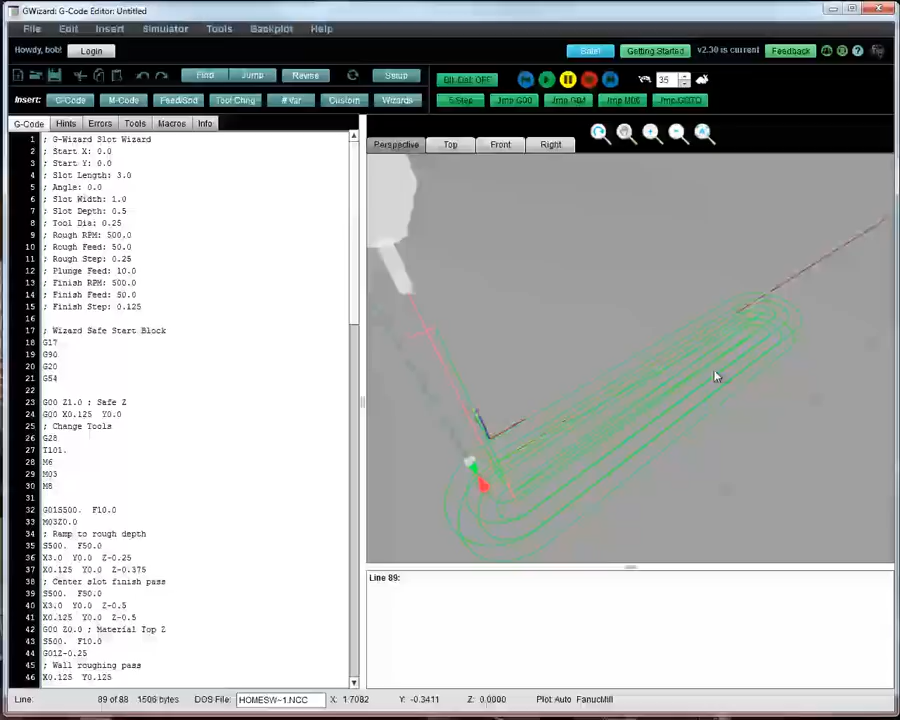 GWizard: G-Code Editor: Untitled
File Edit Insert Simulator Tools Backplot Help
Howdy, bob! Login
Getting Started v2.30 is current Feedback
Find Jump Revise Setup
35
Insert: G-Code M-Code Feed/Spd Tool Chng # Var Custom Wizards
G-Code Hints Errors Tools Macros Info
Perspective Top Front Right
1 ; G-Wizard Slot Wizard
2 ; Start X: 0.0
3 ; Start Y: 0.0
4 ; Slot Length: 3.0
5 ; Angle: 0.0
6 ; Slot Width: 1.0
7 ; Slot Depth: 0.5
8 ; Tool Dia: 0.25
9 ; Rough RPM: 500.0
10 ; Rough Feed: 50.0
11 ; Rough Step: 0.25
12 ; Plunge Feed: 10.0
13 ; Finish RPM: 500.0
14 ; Finish Feed: 50.0
15 ; Finish Step: 0.125
16
17 ; Wizard Safe Start Block
18 G17
19 G90
20 G20
21 G54
22
23 G00 Z1.0 ; Safe Z
24 G00 X0.125 Y0.0
25 ; Change Tools
26 G28
27 T101.
28 M6
29 M03
30 M8
31
32 G01S500. F10.0
33 M03Z0.0
34 ; Ramp to rough depth
35 S500. F50.0
36 X3.0 Y0.0 Z-0.25
37 X0.125 Y0.0 Z-0.375
38 ; Center slot finish pass
39 S500. F50.0
40 X3.0 Y0.0 Z-0.5
41 X0.125 Y0.0 Z-0.5
42 G00 Z0.0 ; Material Top Z
43 S500. F10.0
44 G01Z-0.25
45 ; Wall roughing pass
46 X0.125 Y0.125
Line 89:
Line: 89 of 88 1506 bytes DOS File: HOMESW~1.NCC X: 1.7082 Y: -0.3411 Z: 0.0000 Plot: Auto FanucMill